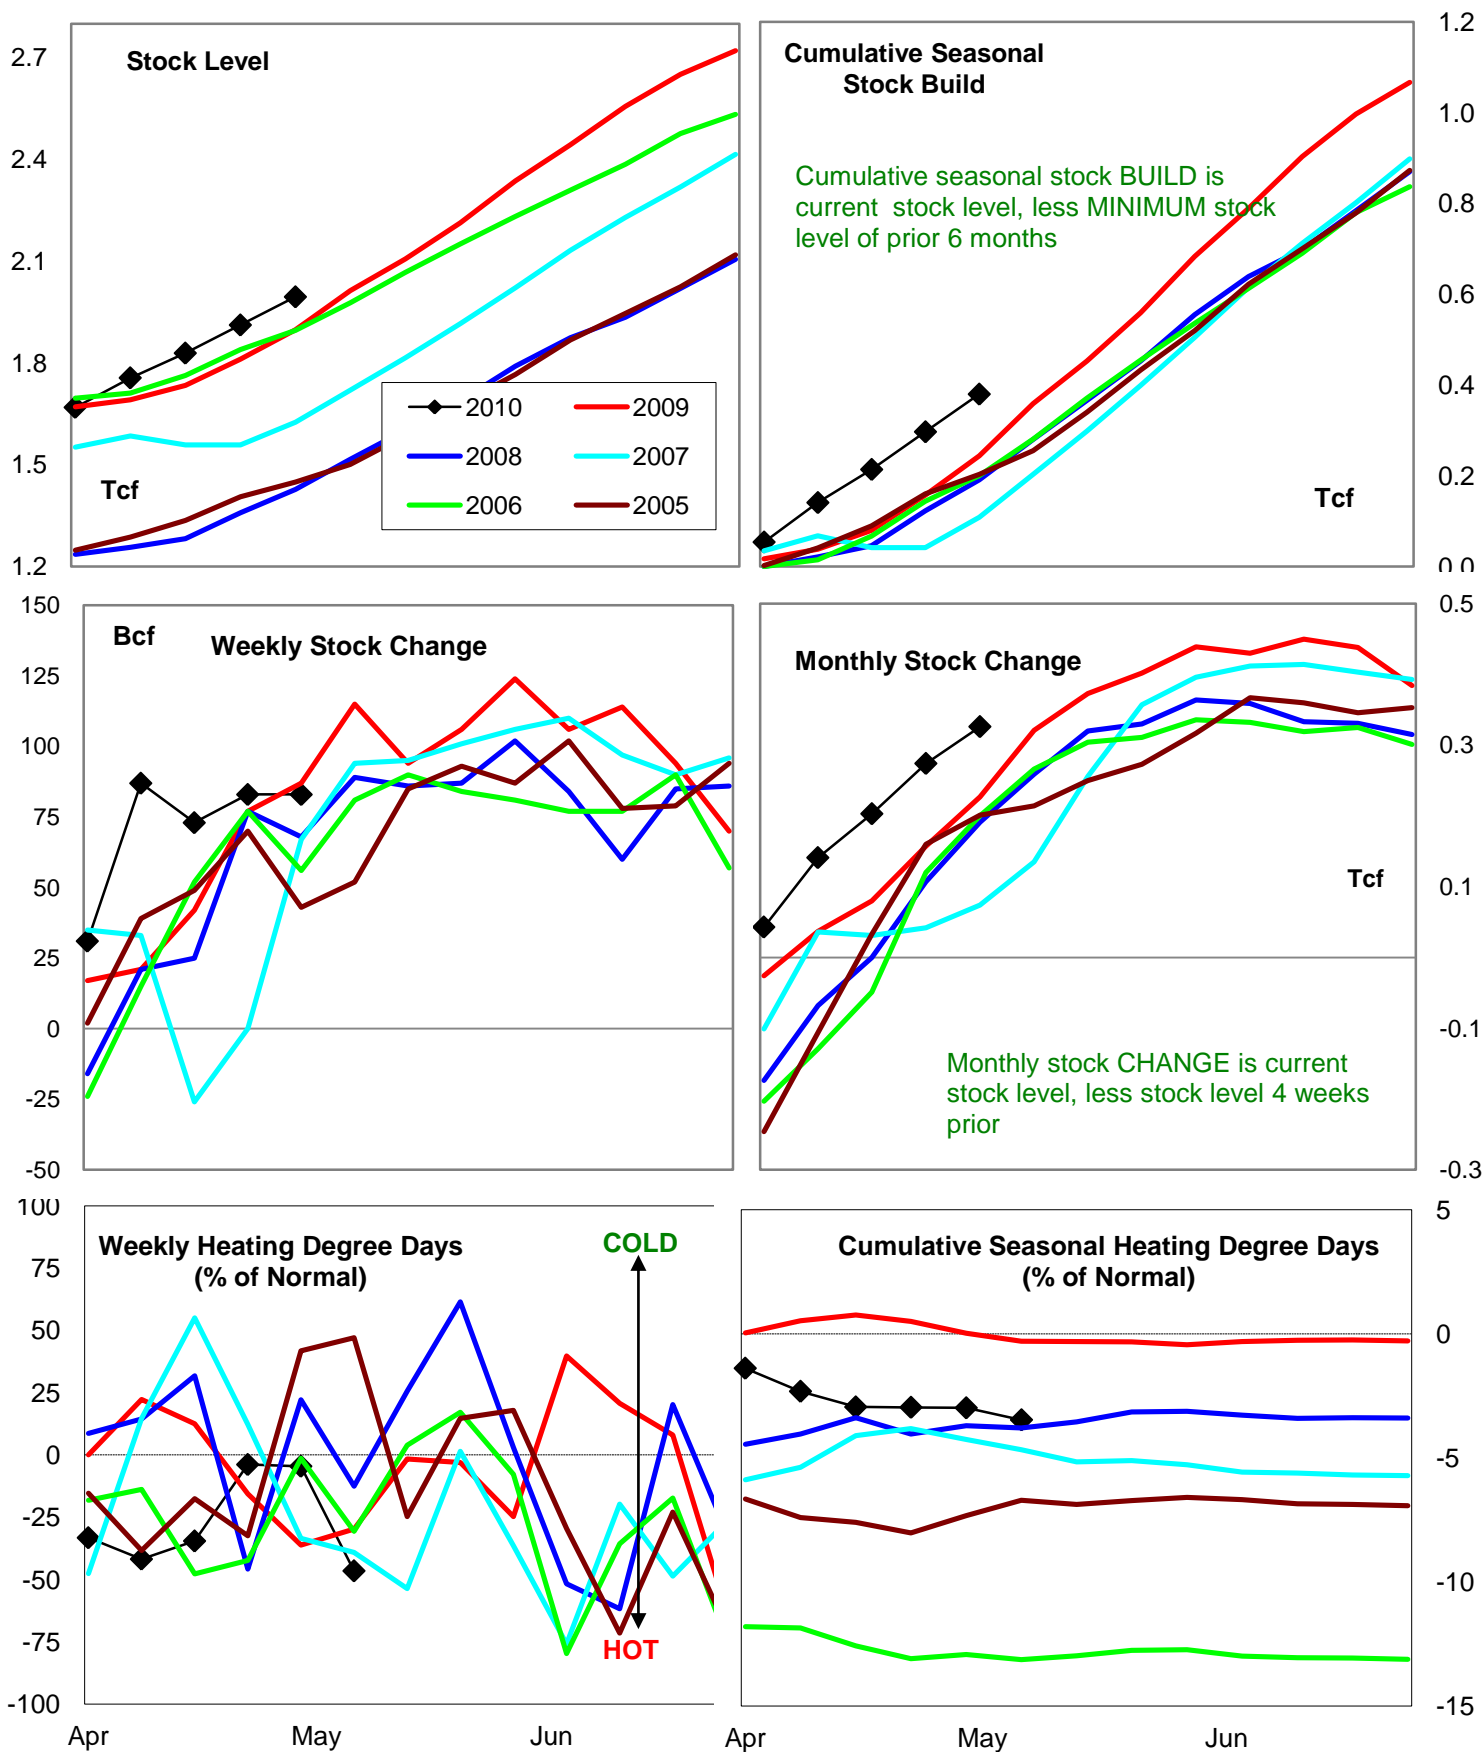 Stock Level
2.7
2.4
2.1
1.8
1.5
1.2
Tcf
2010
2009
2008
2007
2006
2005
Cumulative Seasonal
Stock Build
Cumulative seasonal stock BUILD is
current stock level, less MINIMUM stock
level of prior 6 months
Tcf
1.2
1.0
0.8
0.6
0.4
0.2
0.0
Bcf
Weekly Stock Change
150
125
100
75
50
25
0
-25
-50
Monthly Stock Change
Tcf
Monthly stock CHANGE is current
stock level, less stock level 4 weeks
prior
0.5
0.3
0.1
-0.1
-0.3
Weekly Heating Degree Days
(% of Normal)
COLD
HOT
100
75
50
25
0
-25
-50
-75
-100
Apr
May
Jun
Cumulative Seasonal Heating Degree Days
(% of Normal)
5
0
-5
-10
-15
Apr
May
Jun